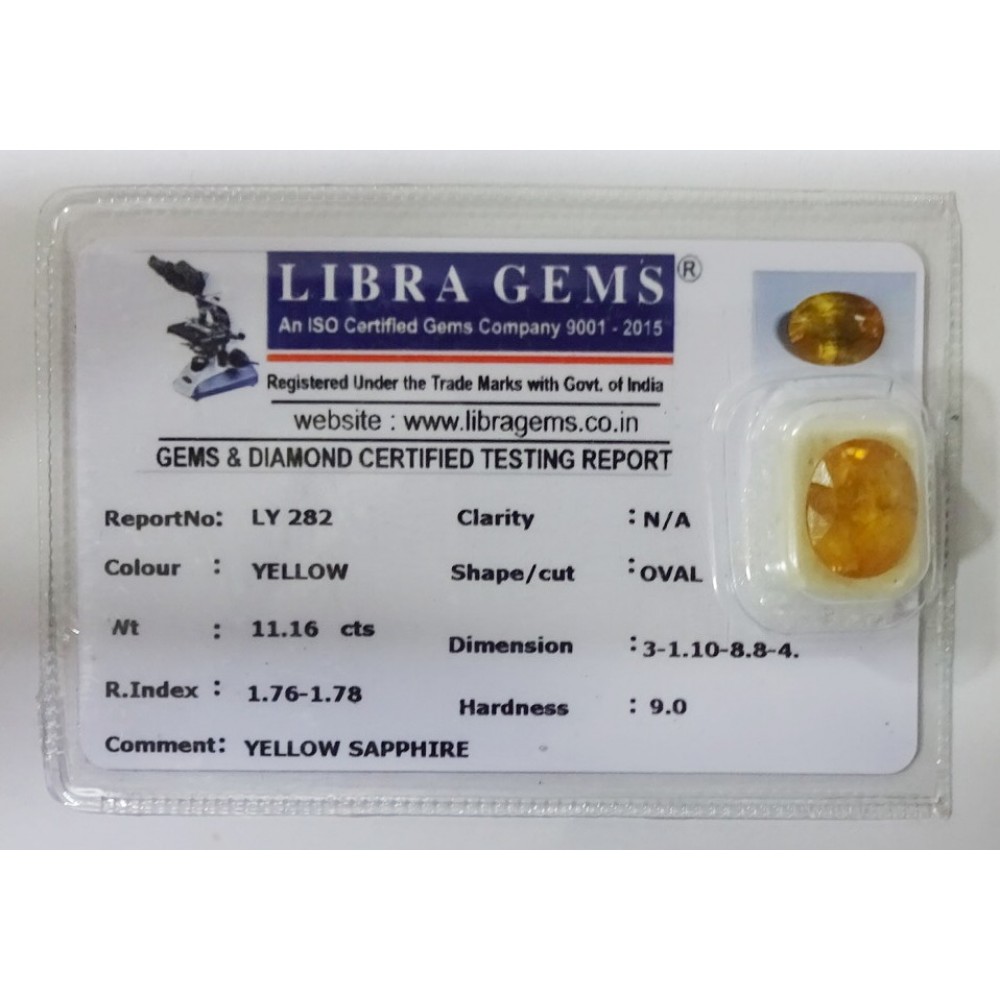 LIBRA GEMS ®
An ISO Certified Gems Company 9001 - 2015
Registered Under the Trade Marks with Govt. of India
website : www.libragems.co.in
GEMS & DIAMOND CERTIFIED TESTING REPORT
ReportNo: LY 282 Clarity : N/A
Colour : YELLOW Shape/cut : OVAL
Wt : 11.16 cts Dimension : 3-1.10-8.8-4.
R.Index : 1.76-1.78 Hardness : 9.0
Comment: YELLOW SAPPHIRE